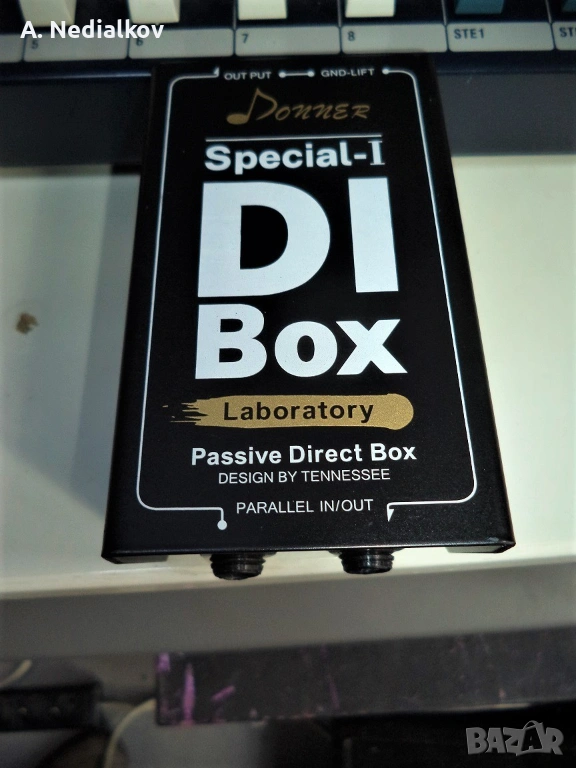 A. Nedialkov
5 6 7 8 STE1
OUT PUT GND-LIFT
DONNER
Special-I
DI
Box
Laboratory
Passive Direct Box
DESIGN BY TENNESSEE
PARALLEL IN/OUT
BAZAR